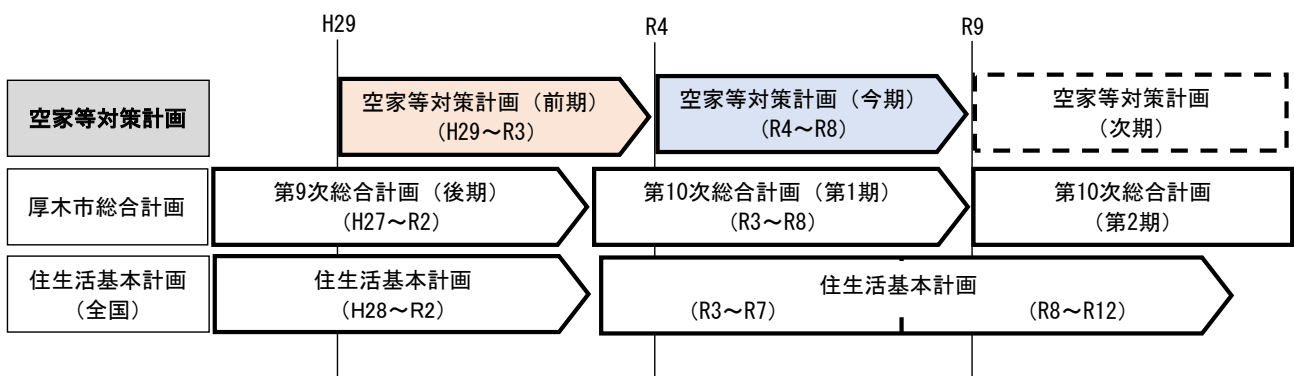 H29
R4
R9
空家等対策計画
空家等対策計画（前期）
（H29～R3）
空家等対策計画（今期）
（R4～R8）
空家等対策計画
（次期）
厚木市総合計画
第9次総合計画（後期）
（H27～R2）
第10次総合計画（第1期）
（R3～R8）
第10次総合計画
（第2期）
住生活基本計画
（全国）
住生活基本計画
（H28～R2）
住生活基本計画
（R3～R7）
（R8～R12）